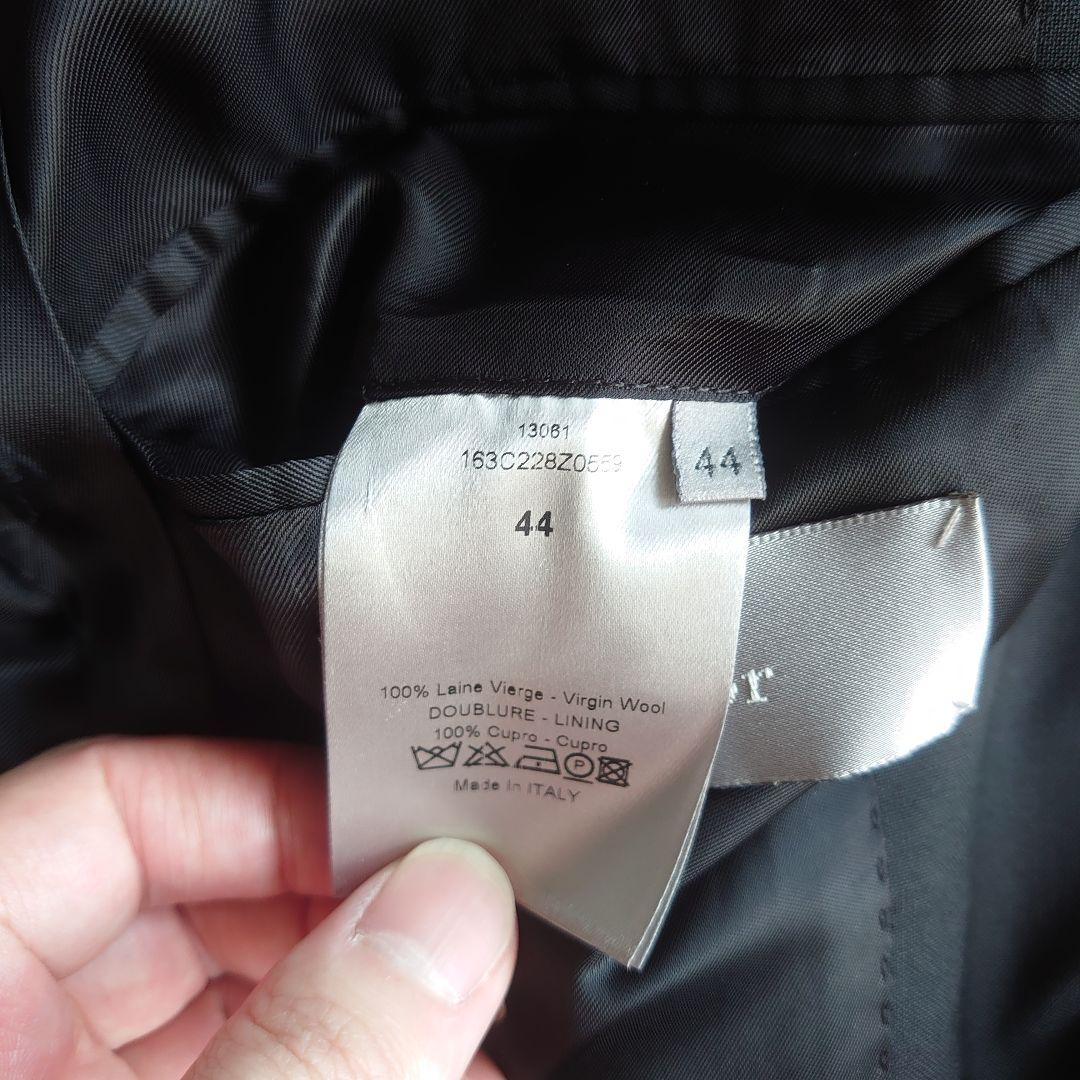 13061
163C228Z0559
44
44
100% Laine Vierge - Virgin Wool
DOUBLURE - LINING
100% Cupro - Cupro
P
Made In ITALY